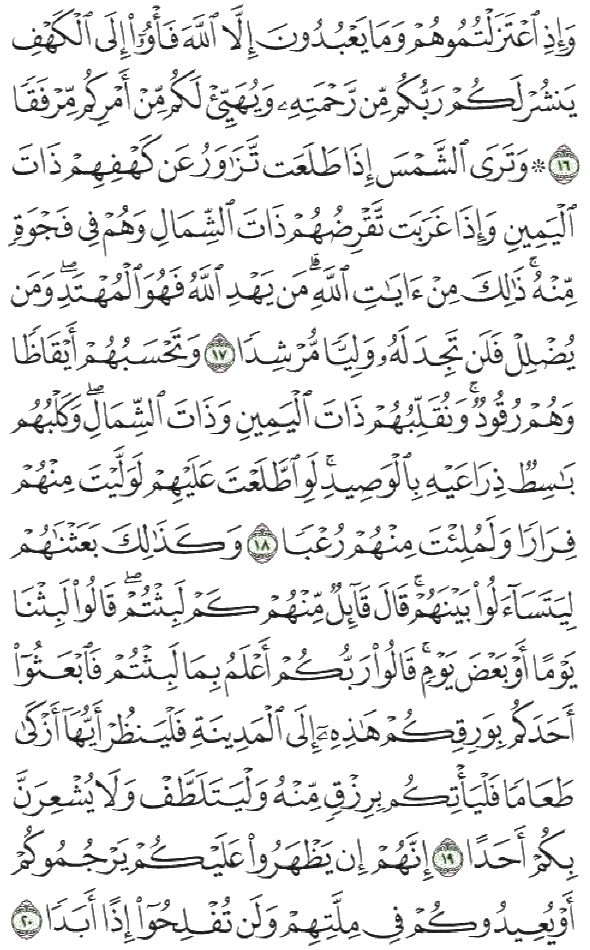 وَإِذِ ٱعۡتَزَلۡتُمُوهُمۡ وَمَا يَعۡبُدُونَ إِلَّا ٱللَّهَ فَأۡوُۥٓاْ إِلَى ٱلۡكَهۡفِ
يَنشُرۡ لَكُمۡ رَبُّكُم مِّن رَّحۡمَتِهِۦ وَيُهَيِّئۡ لَكُم مِّنۡ أَمۡرِكُم مِّرۡفَقٗا
١٦ ۞ وَتَرَى ٱلشَّمۡسَ إِذَا طَلَعَت تَّزَٰوَرُ عَن كَهۡفِهِمۡ ذَاتَ
ٱلۡيَمِينِ وَإِذَا غَرَبَت تَّقۡرِضُهُمۡ ذَاتَ ٱلشِّمَالِ وَهُمۡ فِي فَجۡوَةٖ
مِّنۡهُۚ ذَٰلِكَ مِنۡ ءَايَٰتِ ٱللَّهِۗ مَن يَهۡدِ ٱللَّهُ فَهُوَ ٱلۡمُهۡتَدِۖ وَمَن
يُضۡلِلۡ فَلَن تَجِدَ لَهُۥ وَلِيّٗا مُّرۡشِدٗا ١٧ وَتَحۡسَبُهُمۡ أَيۡقَاظٗا
وَهُمۡ رُقُودٞۚ وَنُقَلِّبُهُمۡ ذَاتَ ٱلۡيَمِينِ وَذَاتَ ٱلشِّمَالِۖ وَكَلۡبُهُم
بَٰسِطٞ ذِرَاعَيۡهِ بِٱلۡوَصِيدِۚ لَوِ ٱطَّلَعۡتَ عَلَيۡهِمۡ لَوَلَّيۡتَ مِنۡهُمۡ
فِرَارٗا وَلَمُلِئۡتَ مِنۡهُمۡ رُعۡبٗا ١٨ وَكَذَٰلِكَ بَعَثۡنَٰهُمۡ
لِيَتَسَآءَلُواْ بَيۡنَهُمۡۚ قَالَ قَآئِلٞ مِّنۡهُمۡ كَمۡ لَبِثۡتُمۡۖ قَالُواْ لَبِثۡنَا
يَوۡمًا أَوۡ بَعۡضَ يَوۡمٖۚ قَالُواْ رَبُّكُمۡ أَعۡلَمُ بِمَا لَبِثۡتُمۡ فَٱبۡعَثُوٓاْ
أَحَدَكُم بِوَرِقِكُمۡ هَٰذِهِۦٓ إِلَى ٱلۡمَدِينَةِ فَلۡيَنظُرۡ أَيُّهَآ أَزۡكَىٰ
طَعَامٗا فَلۡيَأۡتِكُم بِرِزۡقٖ مِّنۡهُ وَلۡيَتَلَطَّفۡ وَلَا يُشۡعِرَنَّ
بِكُمۡ أَحَدًا ١٩ إِنَّهُمۡ إِن يَظۡهَرُواْ عَلَيۡكُمۡ يَرۡجُمُوكُمۡ
أَوۡ يُعِيدُوكُمۡ فِي مِلَّتِهِمۡ وَلَن تُفۡلِحُوٓاْ إِذًا أَبَدٗا ٢٠